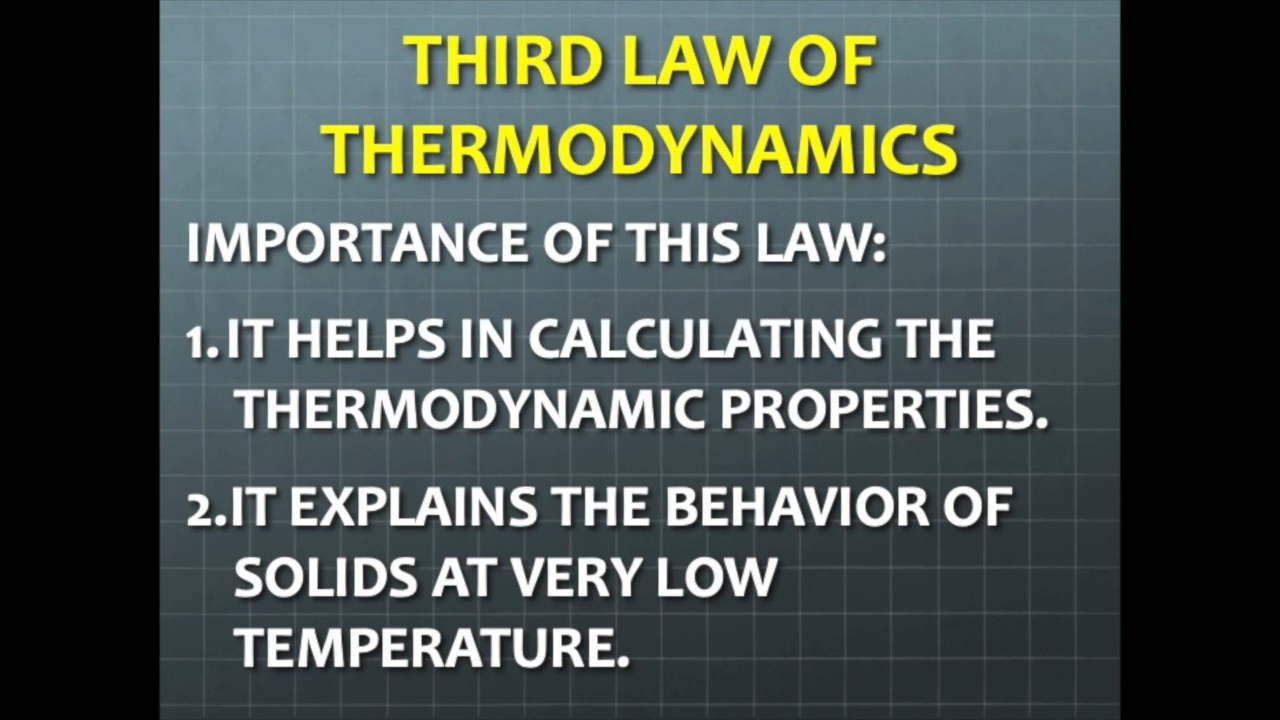 THIRD LAW OF
THERMODYNAMICS
IMPORTANCE OF THIS LAW:
1. IT HELPS IN CALCULATING THE
THERMODYNAMIC PROPERTIES.
2.IT EXPLAINS THE BEHAVIOR OF
SOLIDS AT VERY LOW
TEMPERATURE.